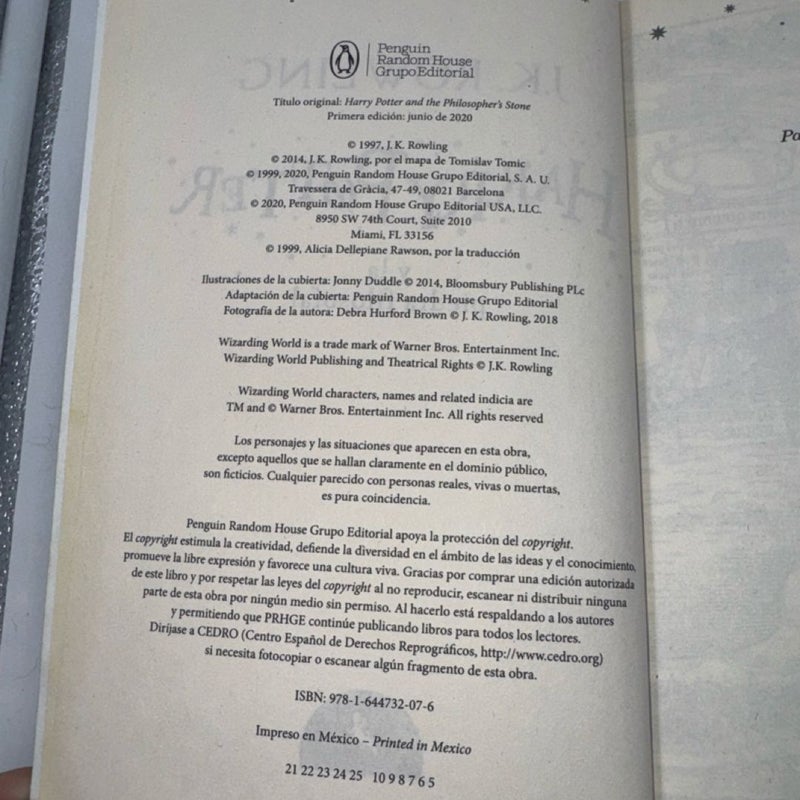 Penguin
Random House
Grupo Editorial
Título original: Harry Potter and the Philosopher's Stone
Primera edición: junio de 2020
© 1997, J. K. Rowling
© 2014, J. K. Rowling, por el mapa de Tomislav Tomic
© 1999, 2020, Penguin Random House Grupo Editorial, S. A. U.
Travessera de Gràcia, 47-49, 08021 Barcelona
© 2020, Penguin Random House Grupo Editorial USA, LLC.
8950 SW 74th Court, Suite 2010
Miami, FL 33156
© 1999, Alicia Dellepiane Rawson, por la traducción
Ilustraciones de la cubierta: Jonny Duddle © 2014, Bloomsbury Publishing PLc
Adaptación de la cubierta: Penguin Random House Grupo Editorial
Fotografía de la autora: Debra Hurford Brown © J. K. Rowling, 2018
Wizarding World is a trade mark of Warner Bros. Entertainment Inc.
Wizarding World Publishing and Theatrical Rights © J.K. Rowling
Wizarding World characters, names and related indicia are
TM and © Warner Bros. Entertainment Inc. All rights reserved
Los personajes y las situaciones que aparecen en esta obra,
excepto aquellos que se hallan claramente en el dominio público,
son ficticios. Cualquier parecido con personas reales, vivas o muertas,
es pura coincidencia.
Penguin Random House Grupo Editorial apoya la protección del copyright.
El copyright estimula la creatividad, defiende la diversidad en el ámbito de las ideas y el conocimiento,
promueve la libre expresión y favorece una cultura viva. Gracias por comprar una edición autorizada
de este libro y por respetar las leyes del copyright al no reproducir, escanear ni distribuir ninguna
parte de esta obra por ningún medio sin permiso. Al hacerlo está respaldando a los autores
y permitiendo que PRHGE continúe publicando libros para todos los lectores.
Diríjase a CEDRO (Centro Español de Derechos Reprográficos, http://www.cedro.org)
si necesita fotocopiar o escanear algún fragmento de esta obra.
ISBN: 978-1-644732-07-6
Impreso en México – Printed in Mexico
21 22 23 24 25 10 9 8 7 6 5
Pa